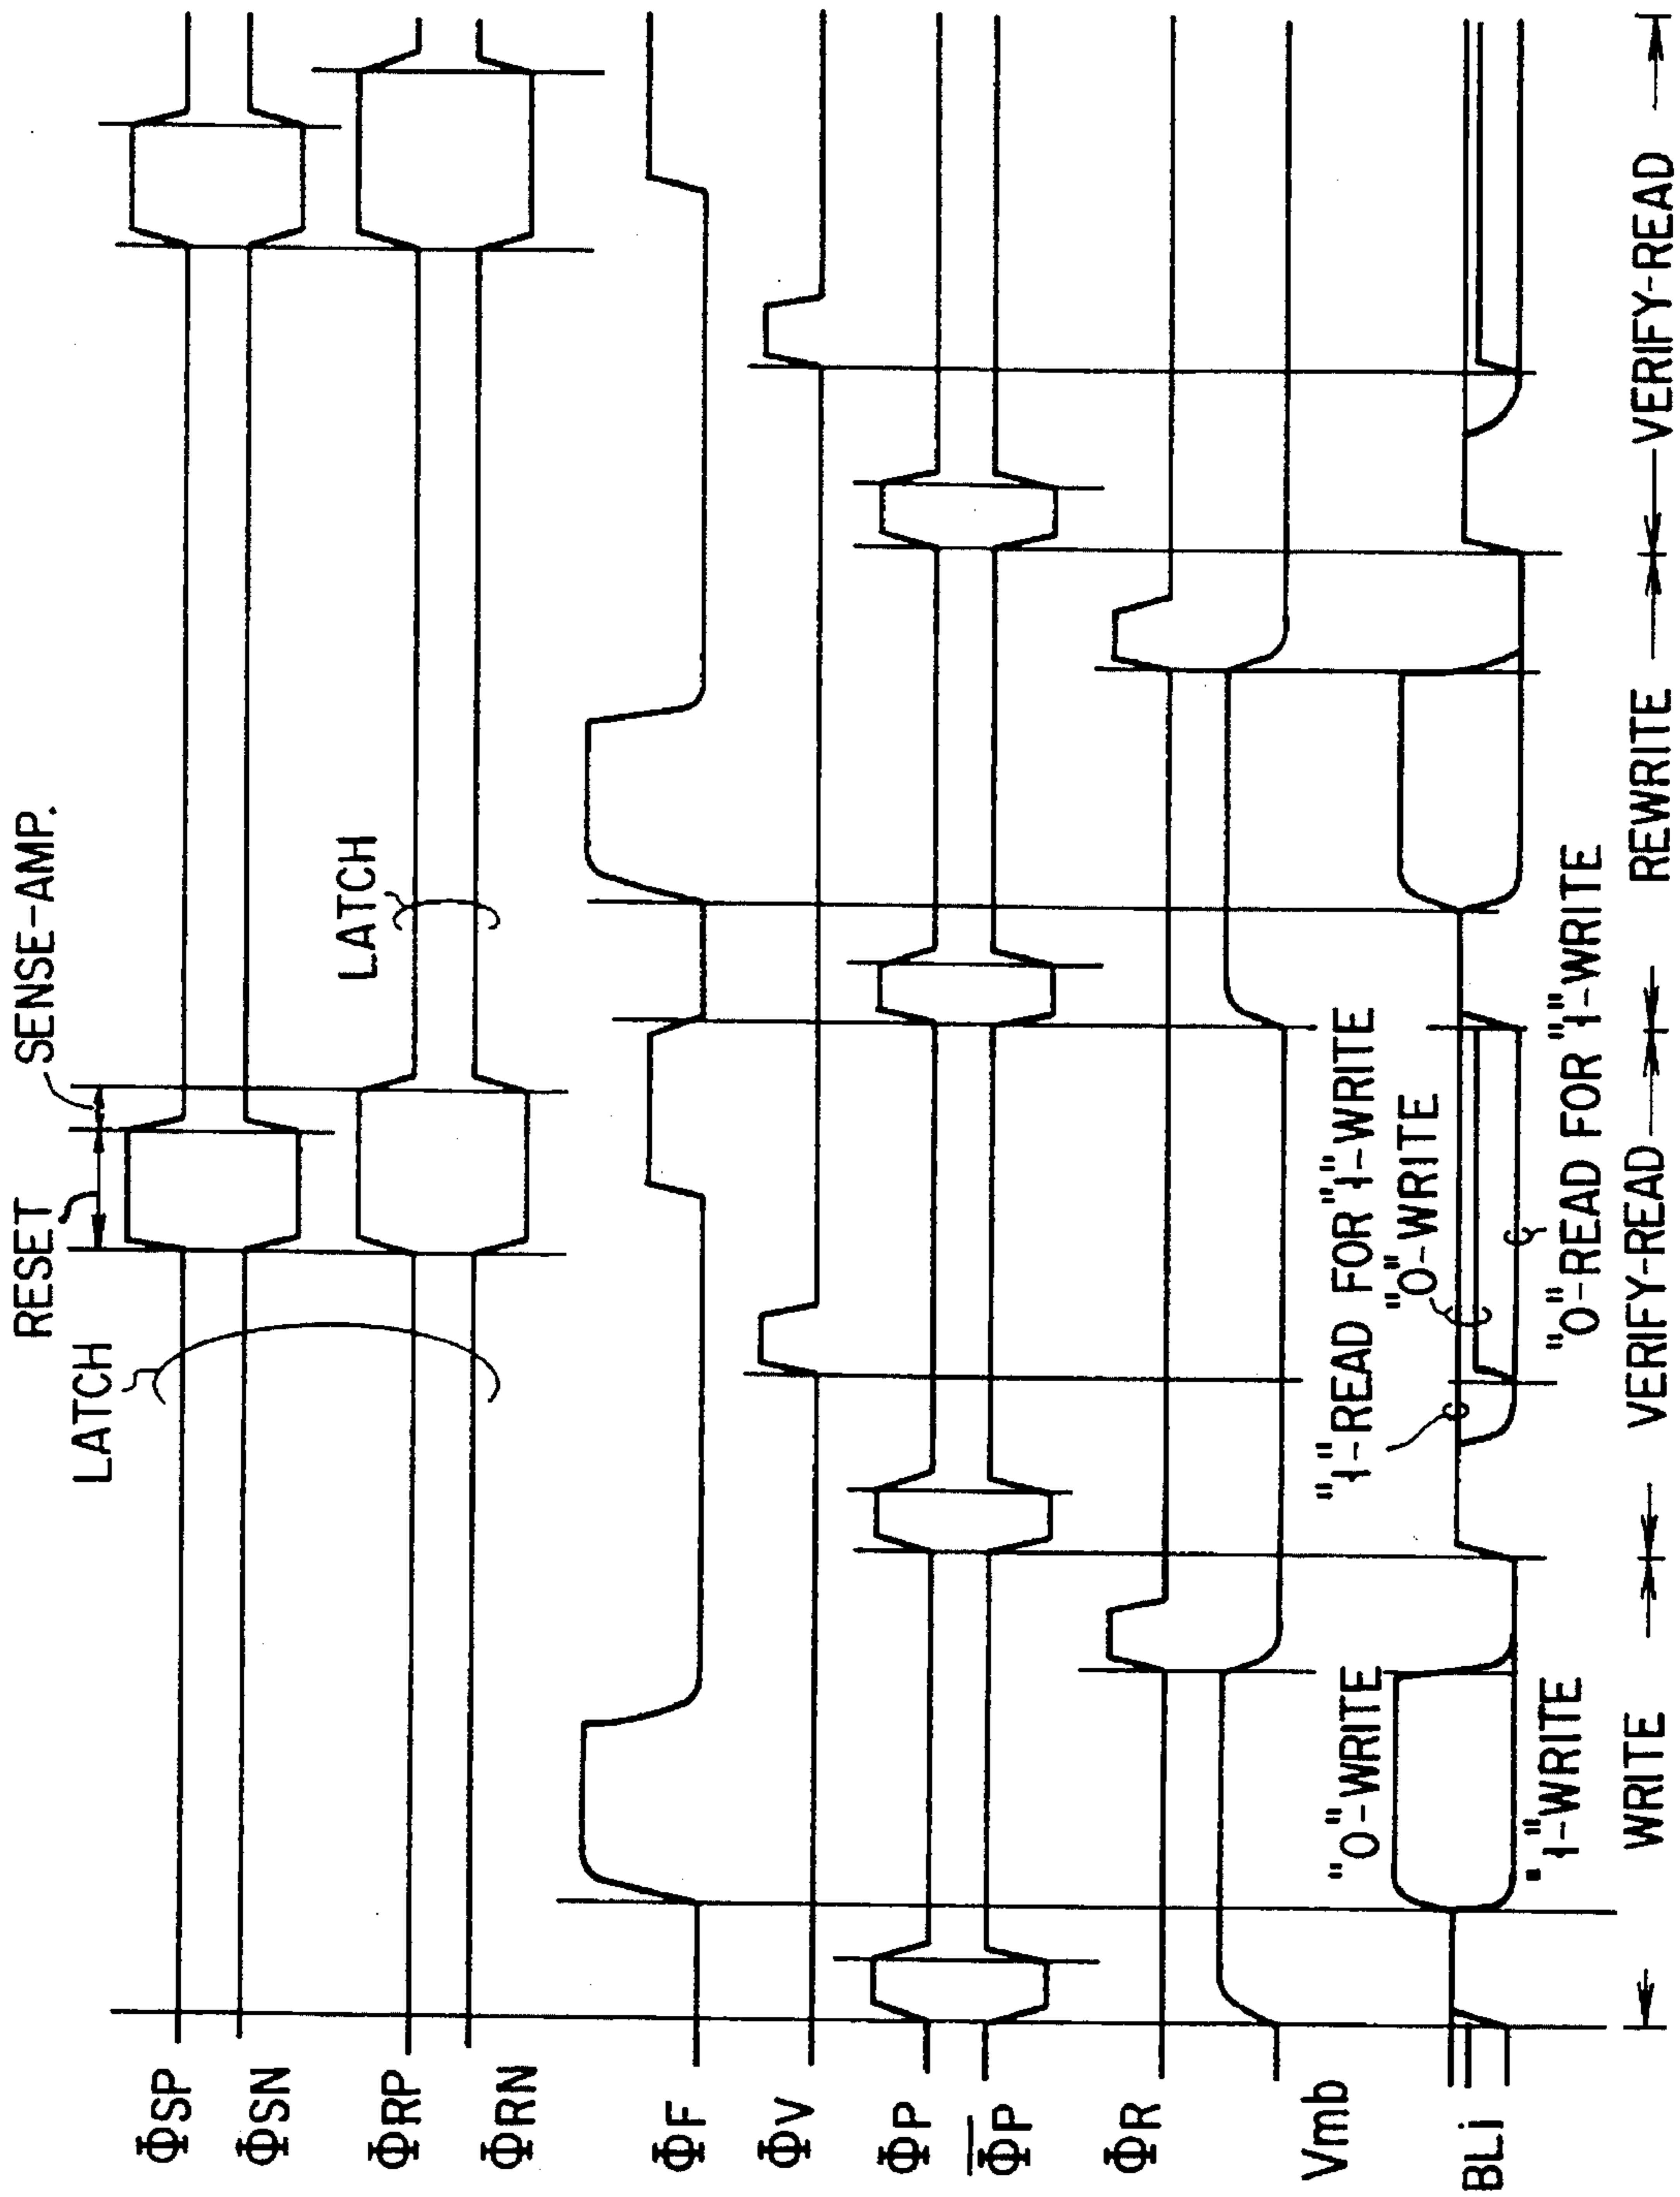 RESET
SENSE-AMP.
LATCH
LATCH
ΦSP
ΦSN
ΦRP
ΦRN
ΦF
ΦV
ΦP
Φ̅P
ΦR
Vmb
BLi
"0"-WRITE
"1"-WRITE
"1"-READ FOR "1"-WRITE
"0"-WRITE
"0"-READ FOR "1"-WRITE
WRITE
VERIFY-READ
REWRITE
VERIFY-READ